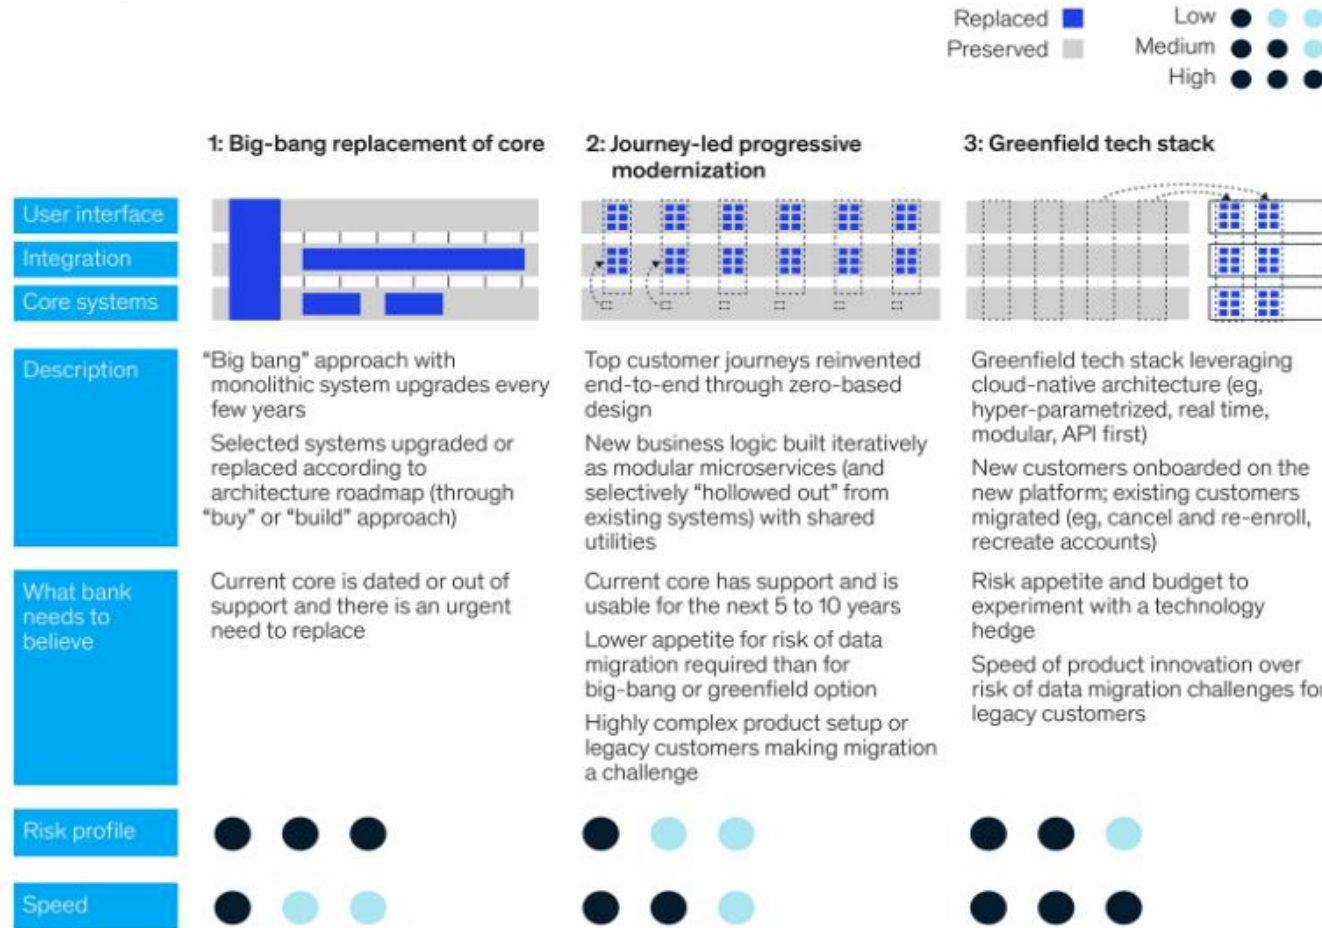 Replaced
Preserved
Low
Medium
High
1: Big-bang replacement of core
2: Journey-led progressive
modernization
3: Greenfield tech stack
User interface
Integration
Core systems
Description
“Big bang” approach with
monolithic system upgrades every
few years
Selected systems upgraded or
replaced according to
architecture roadmap (through
“buy” or “build” approach)
Top customer journeys reinvented
end-to-end through zero-based
design
New business logic built iteratively
as modular microservices (and
selectively “hollowed out” from
existing systems) with shared
utilities
Greenfield tech stack leveraging
cloud-native architecture (eg,
hyper-parametrized, real time,
modular, API first)
New customers onboarded on the
new platform; existing customers
migrated (eg, cancel and re-enroll,
recreate accounts)
What bank
needs to
believe
Current core is dated or out of
support and there is an urgent
need to replace
Current core has support and is
usable for the next 5 to 10 years
Lower appetite for risk of data
migration required than for
big-bang or greenfield option
Highly complex product setup or
legacy customers making migration
a challenge
Risk appetite and budget to
experiment with a technology
hedge
Speed of product innovation over
risk of data migration challenges for
legacy customers
Risk profile
Speed